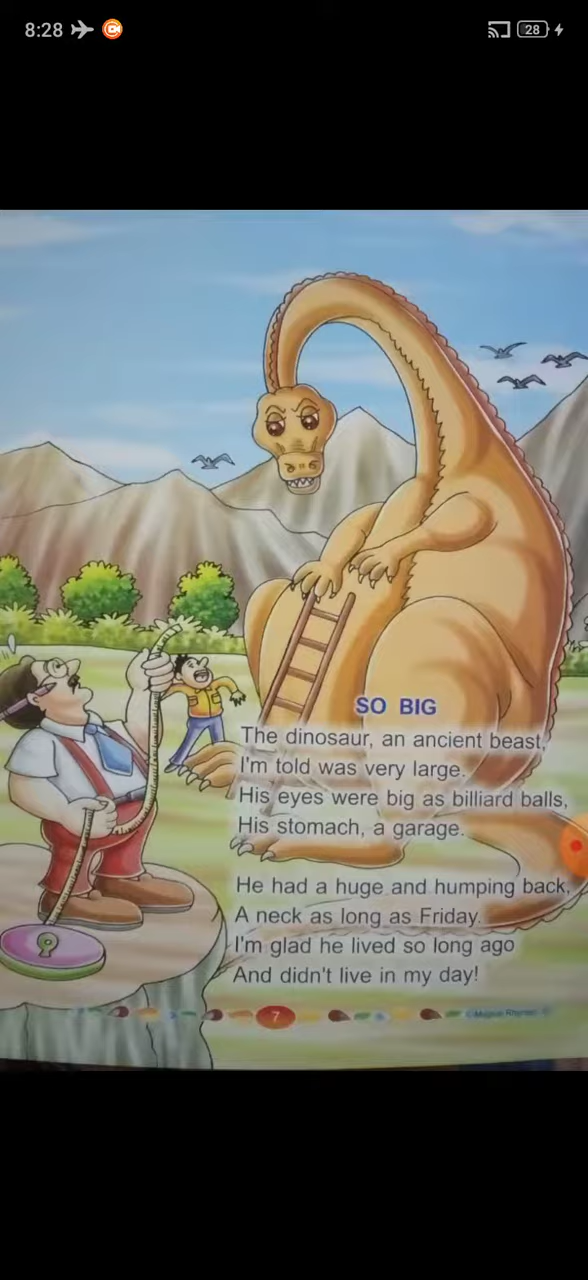 8:28
28
SO BIG
The dinosaur, an ancient beast,
I'm told was very large.
His eyes were big as billiard balls,
His stomach, a garage.
He had a huge and humping back,
A neck as long as Friday.
I'm glad he lived so long ago
And didn't live in my day!
7